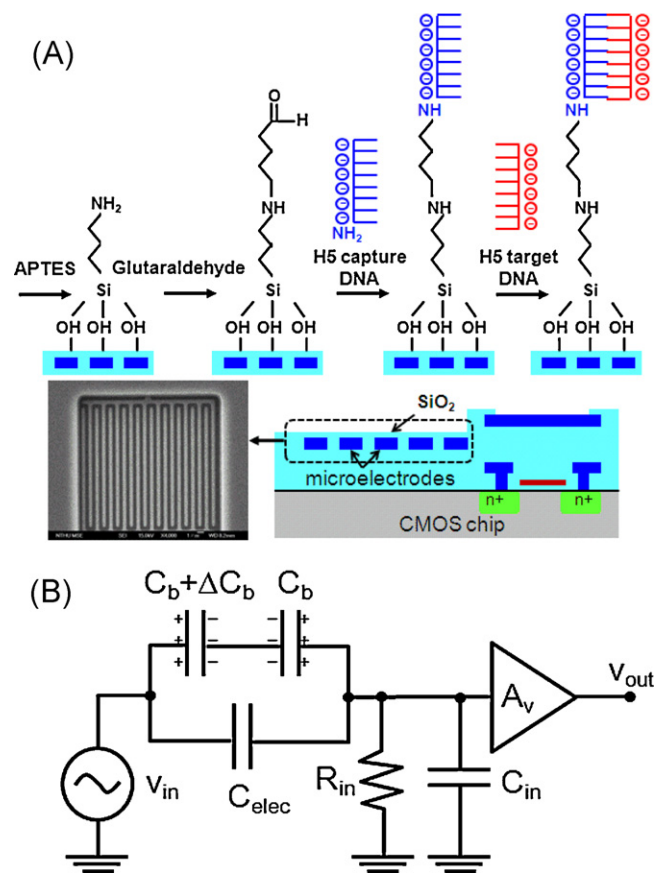 (A)
O
H
NH
NH
NH2
NH
NH
NH
NH2
APTES
Glutaraldehyde
H5 capture
DNA
H5 target
DNA
Si
Si
Si
Si
OH OH OH
OH OH OH
OH OH OH
OH OH OH
SiO2
microelectrodes
n+
n+
CMOS chip
(B)
Cb+ΔCb
Cb
Celec
vin
Rin
Cin
Av
vout